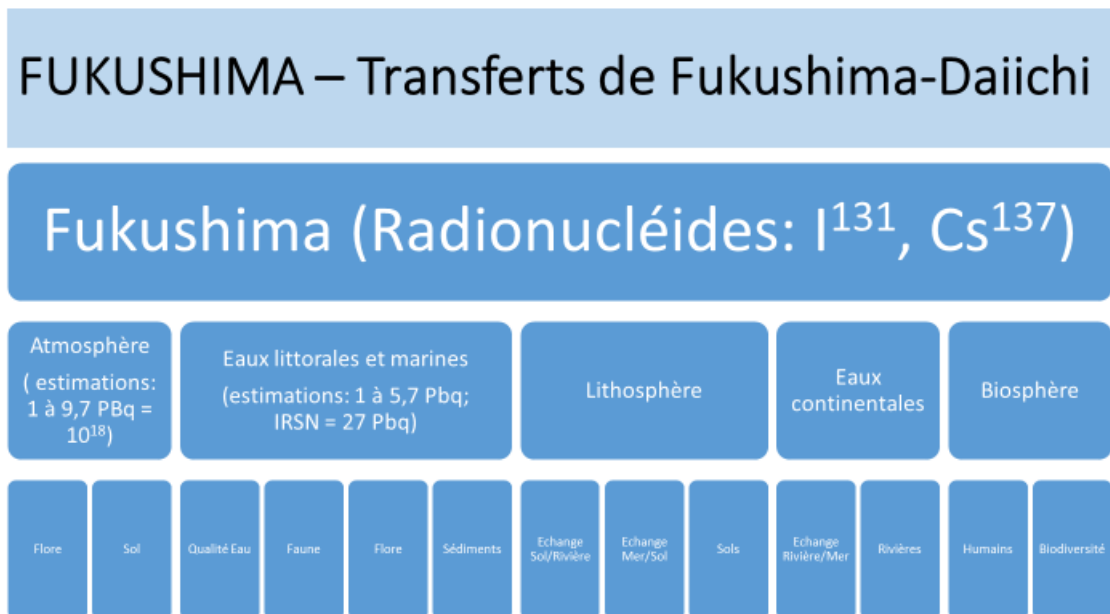 FUKUSHIMA – Transferts de Fukushima-Daiichi
Fukushima (Radionucléides: I¹³¹, Cs¹³⁷)
Atmosphère
( estimations:
1 à 9,7 PBq =
10¹⁸)
Eaux littorales et marines
(estimations: 1 à 5,7 Pbq;
IRSN = 27 Pbq)
Lithosphère
Eaux
continentales
Biosphère
Flore
Sol
Qualité Eau
Faune
Flore
Sédiments
Echange
Sol/Rivière
Echange
Mer/Sol
Sols
Echange
Rivière/Mer
Rivières
Humains
Biodiversité